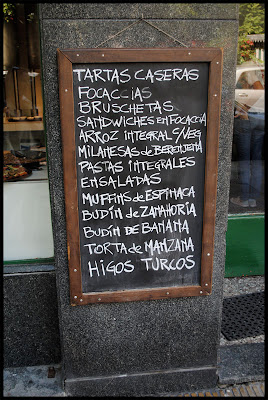 TARTAS CASERAS
FOCACCIAS
BRUSCHETAS
SANDWICHES EN FOCACCIA
ARROZ INTEGRAL C/VEG
MILANESAS DE BERENJENA
PASTAS INTEGRALES
ENSALADAS
MUFFINS de ESPINACA
BUDÍN de ZANAHORIA
BUDÍN DE BANANA
TORTA de MANZANA
HIGOS TURCOS